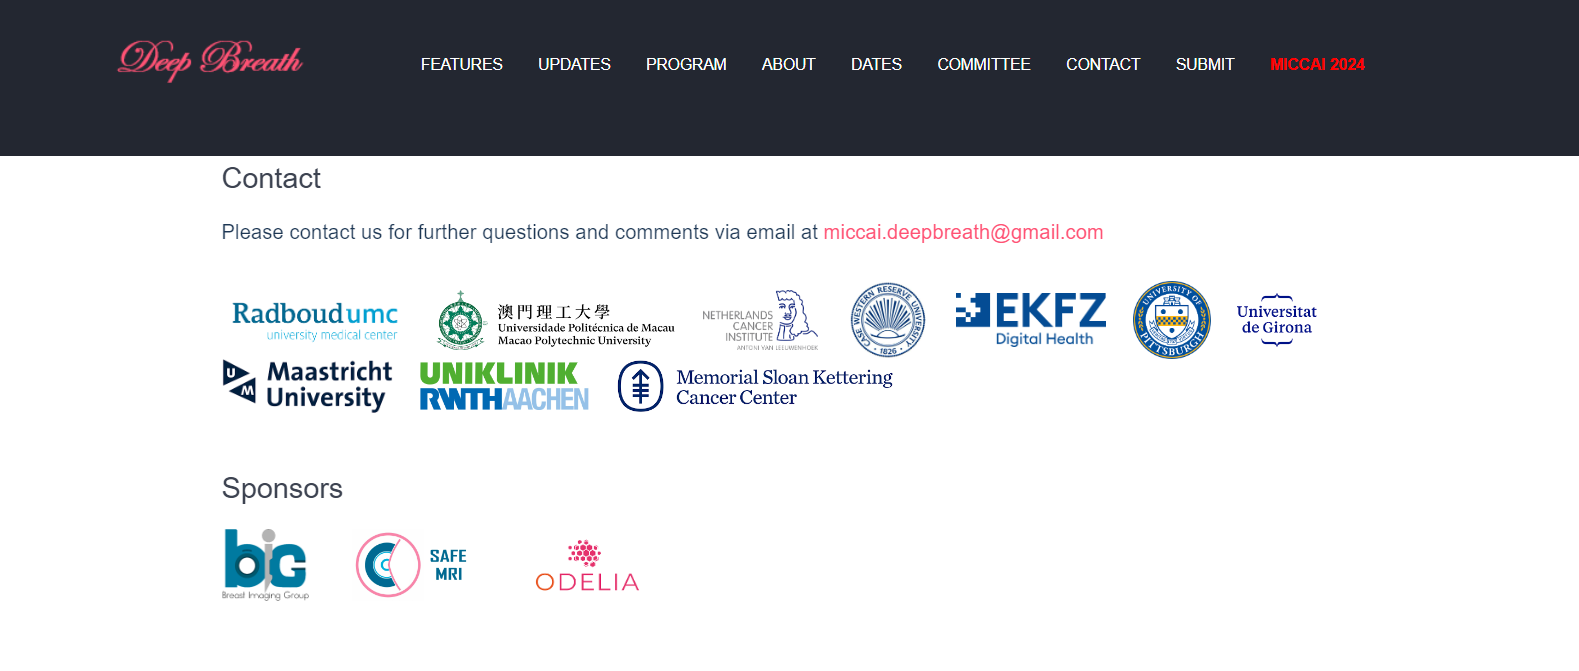 Deep Breath
FEATURES UPDATES PROGRAM ABOUT DATES COMMITTEE CONTACT SUBMIT MICCAI 2024
Contact
Please contact us for further questions and comments via email at miccai.deepbreath@gmail.com
Radboudumc
university medical center
澳門理工大學
Universidade Politécnica de Macau
Macao Polytechnic University
NETHERLANDS
CANCER
INSTITUTE
ANTONI VAN LEEUWENHOEK
CASE WESTERN RESERVE UNIVERSITY
1826
EKFZ
Digital Health
UNIVERSITY OF PITTSBURGH
Universitat
de Girona
UM
Maastricht
University
UNIKLINIK
RWTHAACHEN
Memorial Sloan Kettering
Cancer Center
Sponsors
big
Breast Imaging Group
SAFE
MRI
ODELIA